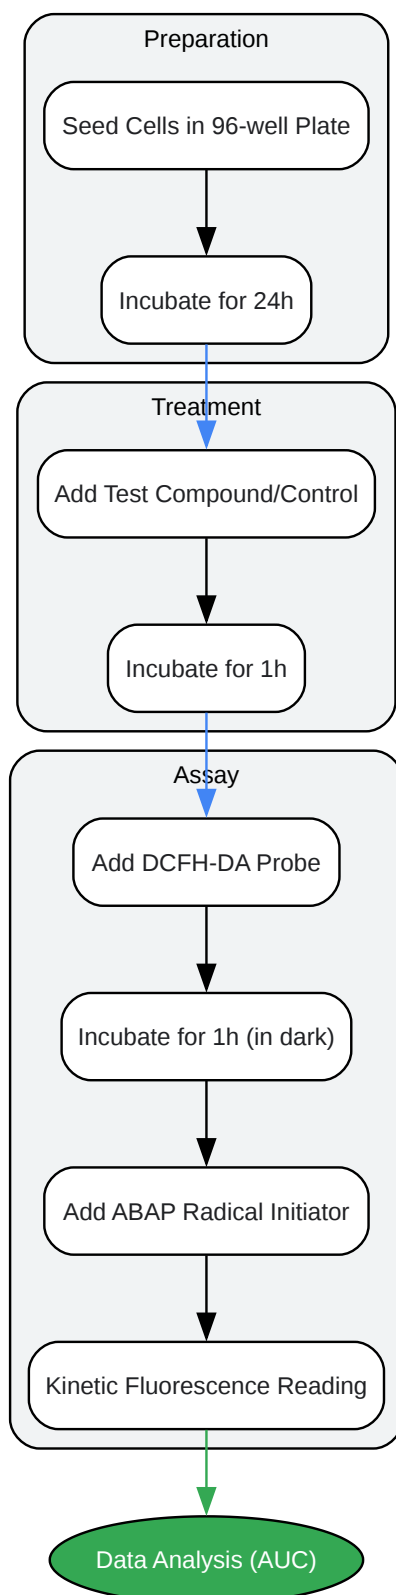 Preparation
Seed Cells in 96-well Plate
Incubate for 24h
Treatment
Add Test Compound/Control
Incubate for 1h
Assay
Add DCFH-DA Probe
Incubate for 1h (in dark)
Add ABAP Radical Initiator
Kinetic Fluorescence Reading
Data Analysis (AUC)